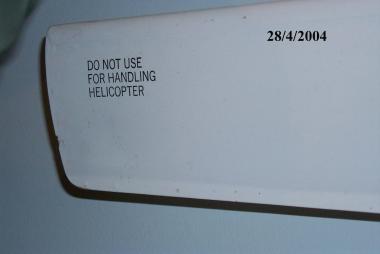 28/4/2004
DO NOT USE
FOR HANDLING
HELICOPTER